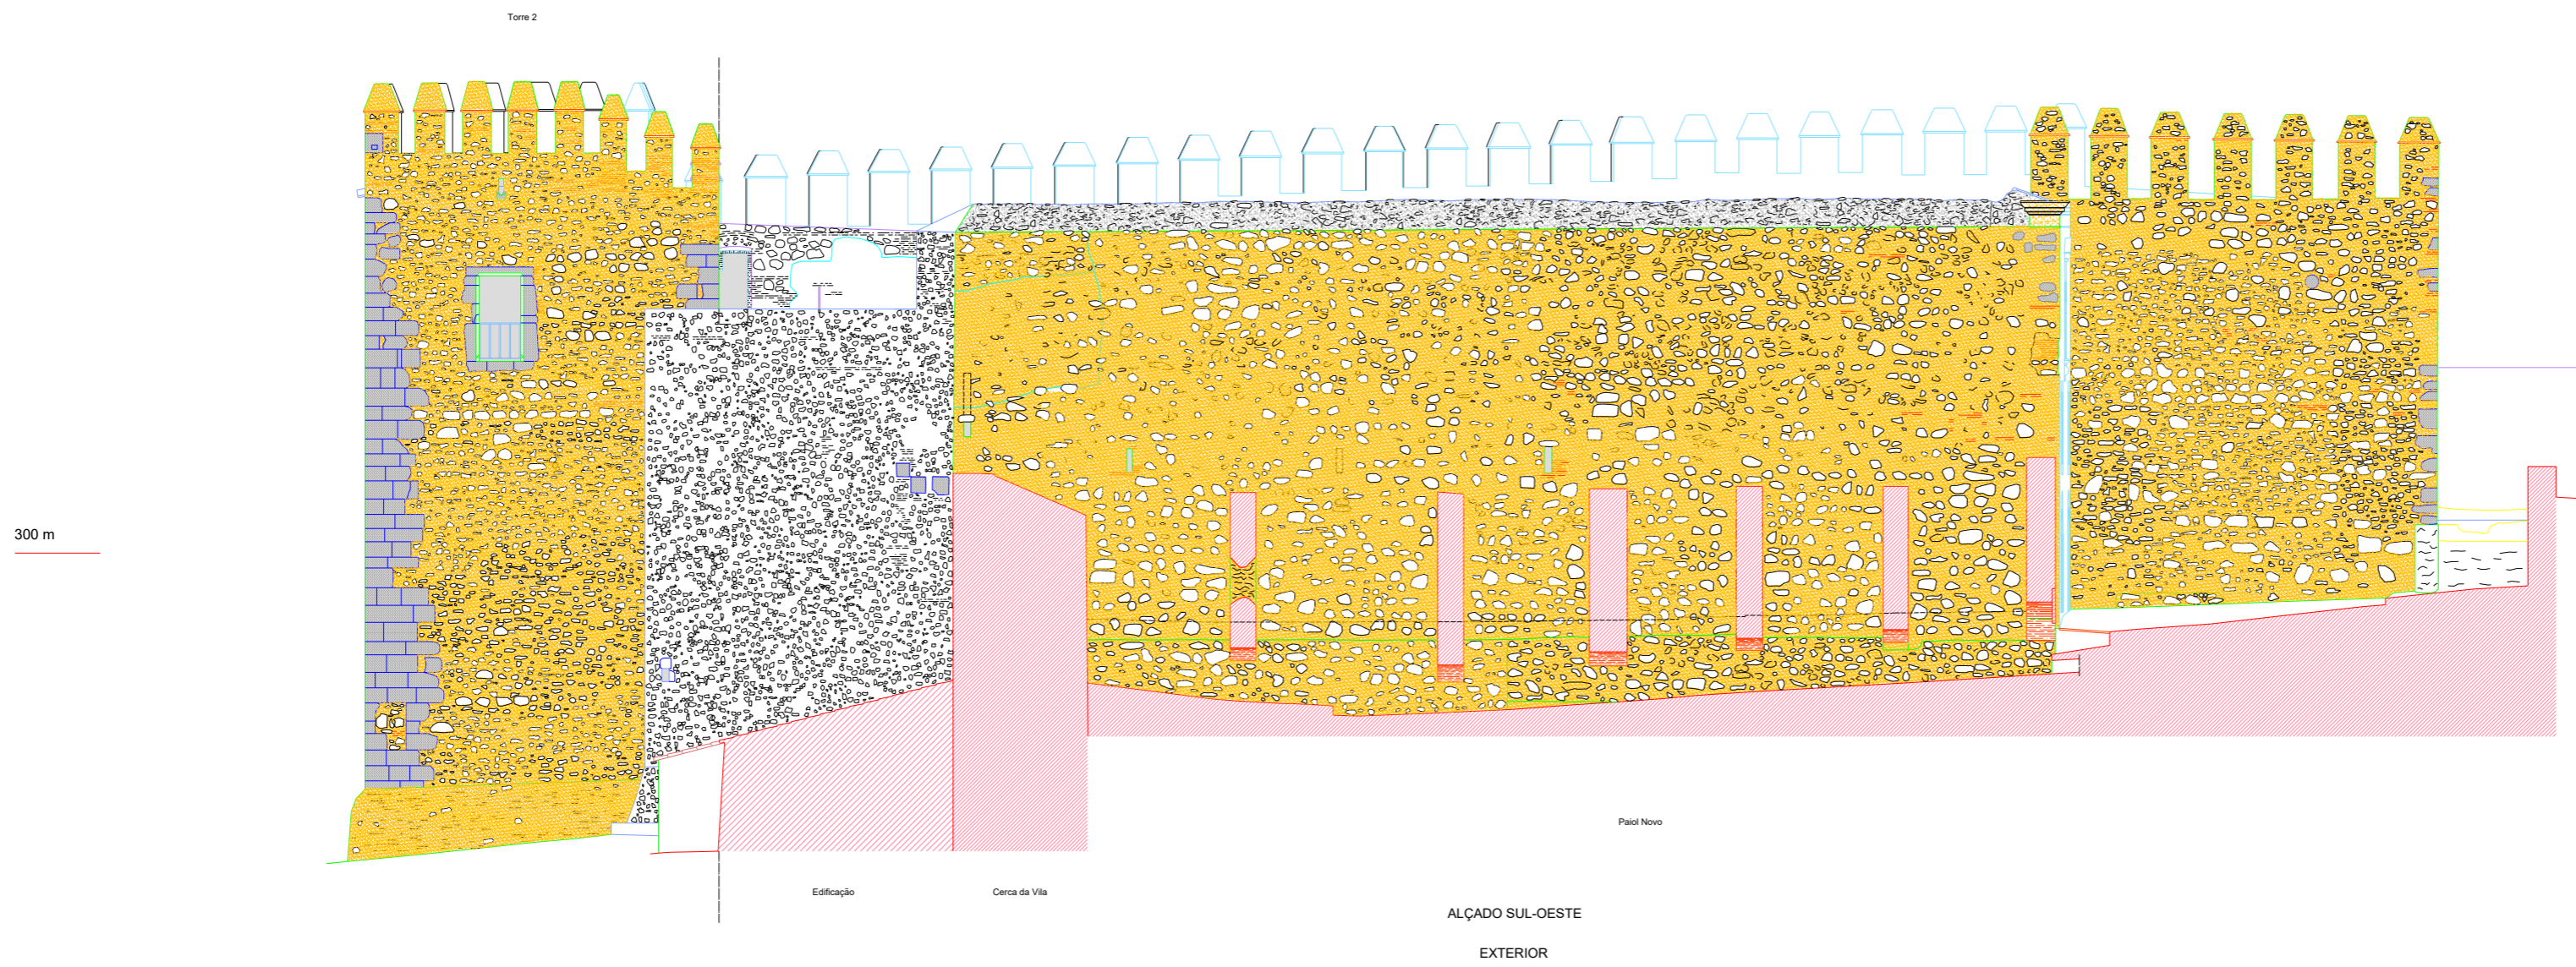 Torre 2
300 m
Paiol Novo
Edificação
Cerca da Vila
ALÇADO SUL-OESTE
EXTERIOR